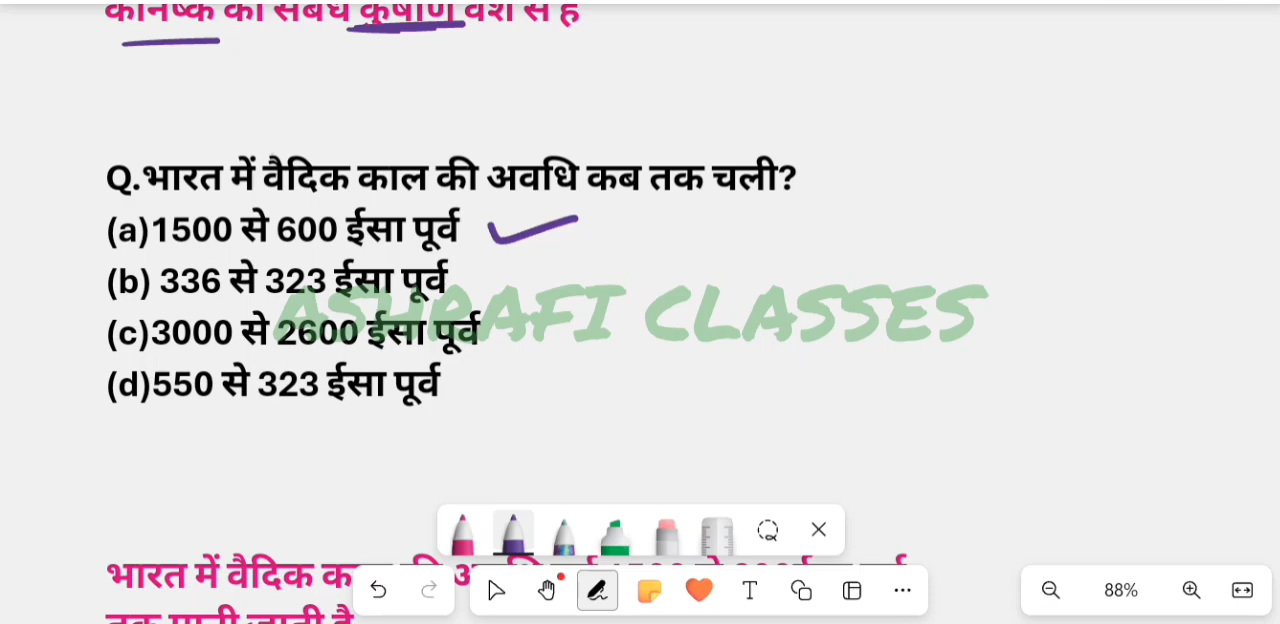 कनिष्क का संबंध कुषाण वंश से है
Q.भारत में वैदिक काल की अवधि कब तक चली?
(a)1500 से 600 ईसा पूर्व
(b) 336 से 323 ईसा पूर्व
ASHRAFI CLASSES
(c)3000 से 2600 ईसा पूर्व
(d)550 से 323 ईसा पूर्व
भारत में वैदिक
88%